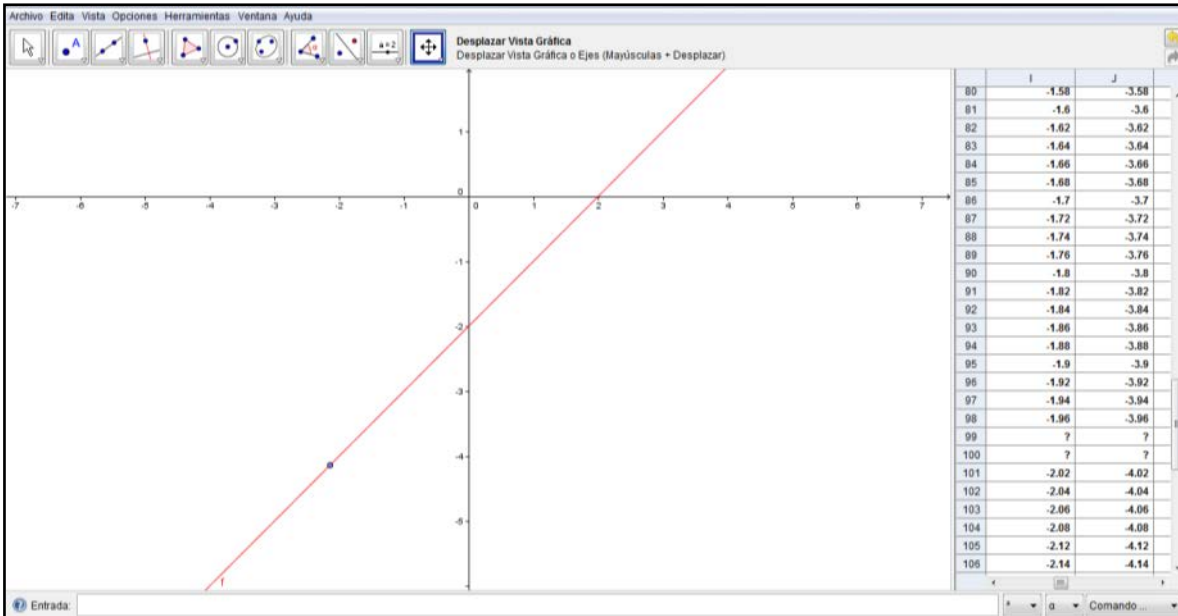 Archivo Edita Vista Opciones Herramientas Ventana Ayuda
A
α
a=2
Desplazar Vista Gráfica
Desplazar Vista Gráfica o Ejes (Mayúsculas + Desplazar)
I J
80 -1.58 -3.58
81 -1.6 -3.6
82 -1.62 -3.62
83 -1.64 -3.64
84 -1.66 -3.66
85 -1.68 -3.68
86 -1.7 -3.7
87 -1.72 -3.72
88 -1.74 -3.74
89 -1.76 -3.76
90 -1.8 -3.8
91 -1.82 -3.82
92 -1.84 -3.84
93 -1.86 -3.86
94 -1.88 -3.88
95 -1.9 -3.9
96 -1.92 -3.92
97 -1.94 -3.94
98 -1.96 -3.96
99 ? ?
100 ? ?
101 -2.02 -4.02
102 -2.04 -4.04
103 -2.06 -4.06
104 -2.08 -4.08
105 -2.12 -4.12
106 -2.14 -4.14
1
0
-7 -6 -5 -4 -3 -2 -1 0 1 2 3 4 5 6 7
-1
-2
-3
-4
-5
f
Entrada:
α
Comando ...